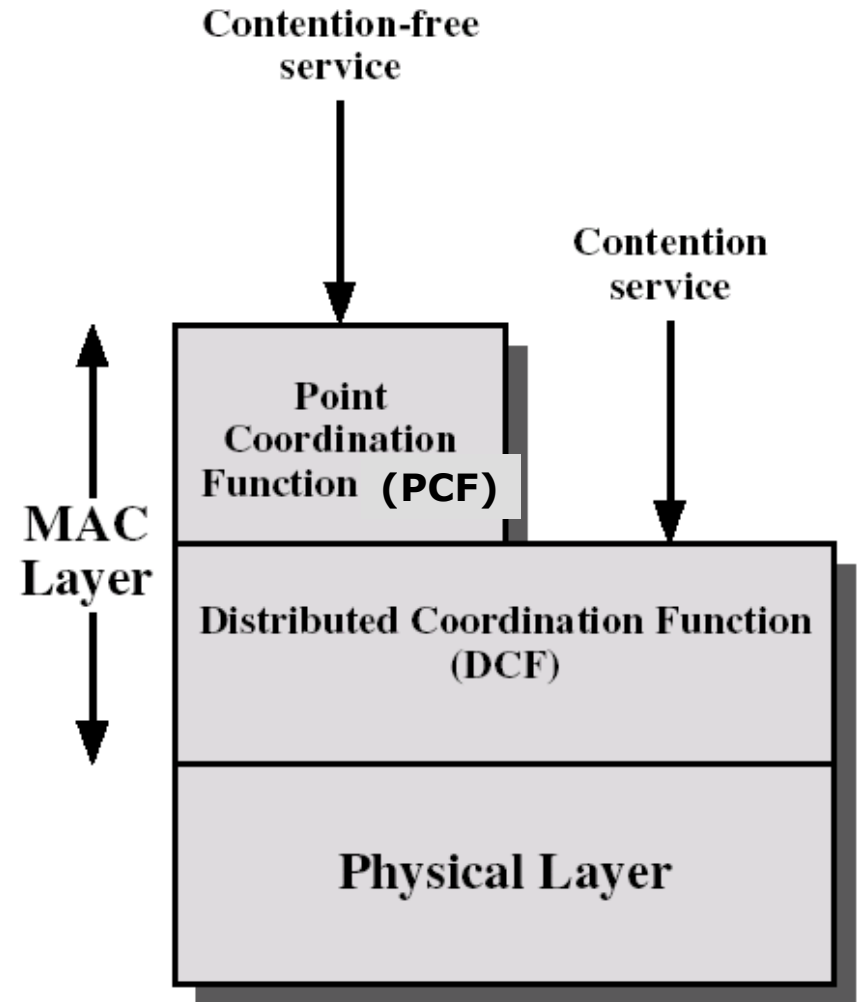 Contention-free
service
Contention
service
Point
Coordination
Function (PCF)
MAC
Layer
Distributed Coordination Function
(DCF)
Physical Layer